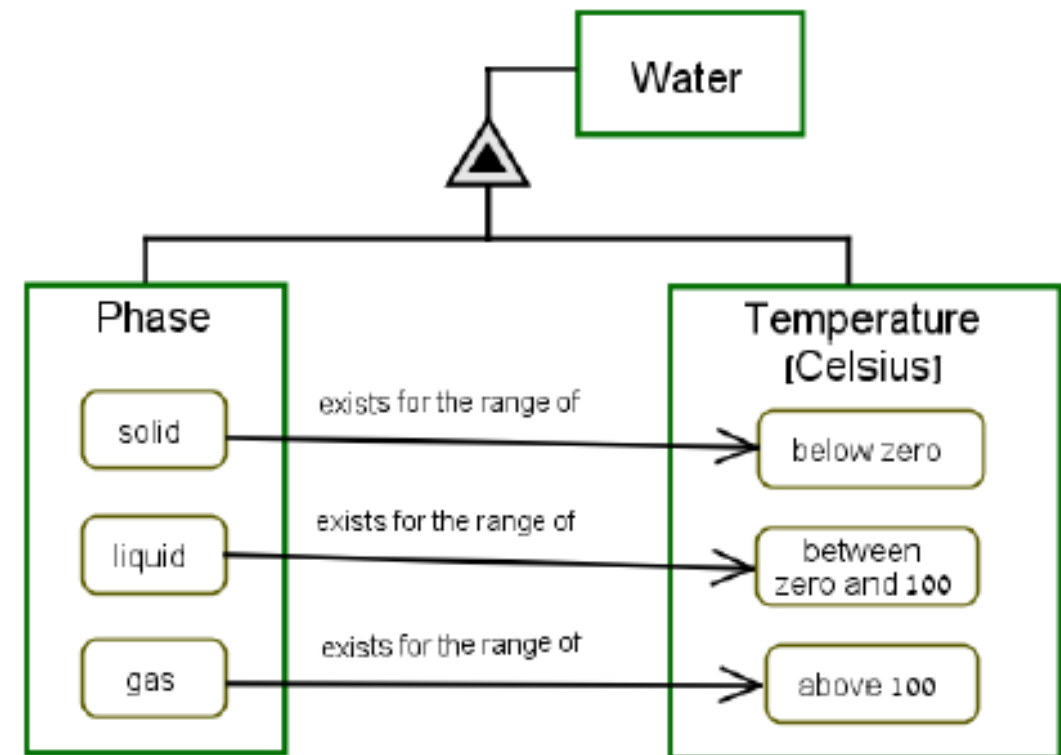 Water
Phase
Temperature
[Celsius]
solid
exists for the range of
below zero
liquid
exists for the range of
between
zero and 100
gas
exists for the range of
above 100